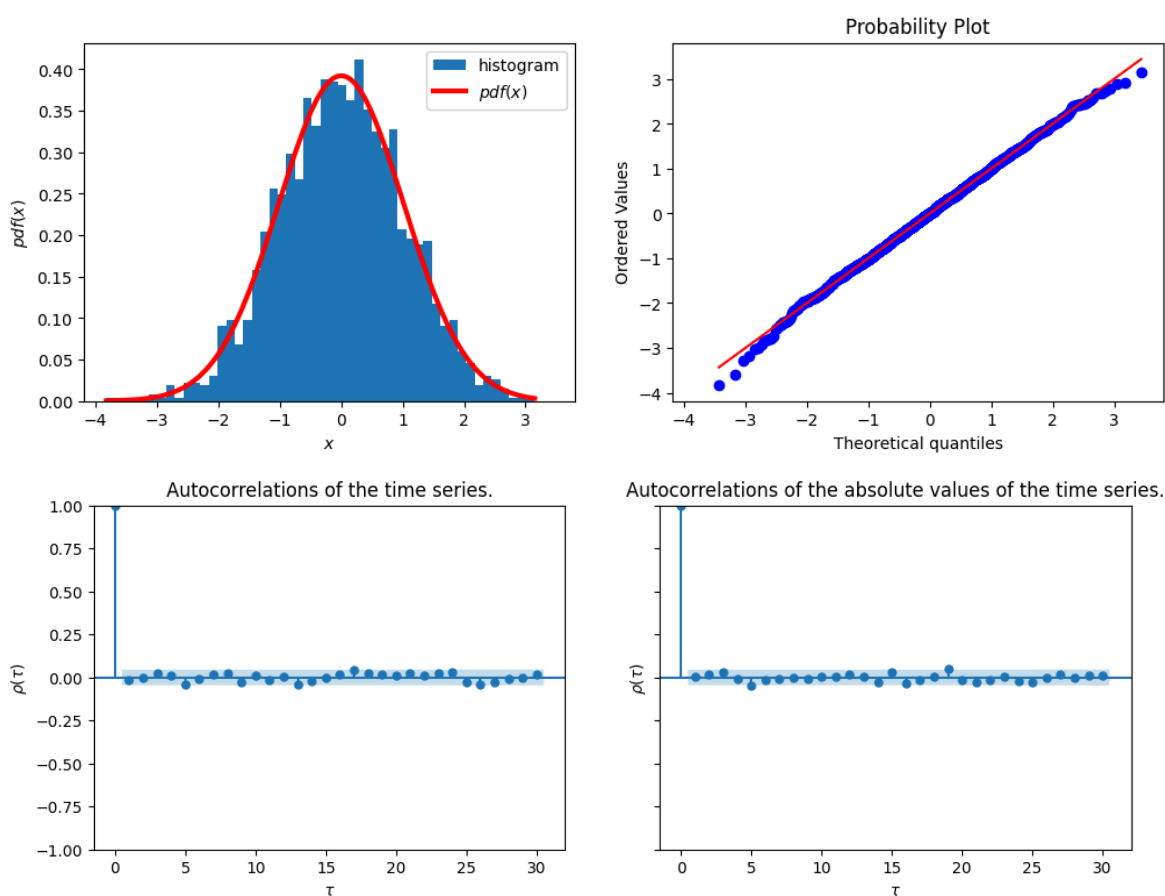 Probability Plot
histogram
pdf(x)
0.40
0.35
0.30
0.25
0.20
0.15
0.10
0.05
0.00
pdf(x)
−4 −3 −2 −1 0 1 2 3
x
3
2
1
0
−1
−2
−3
−4
Ordered Values
−4 −3 −2 −1 0 1 2 3
Theoretical quantiles
Autocorrelations of the time series.
1.00
0.75
0.50
0.25
0.00
−0.25
−0.50
−0.75
−1.00
ρ(τ)
0 5 10 15 20 25 30
τ
Autocorrelations of the absolute values of the time series.
ρ(τ)
0 5 10 15 20 25 30
τ